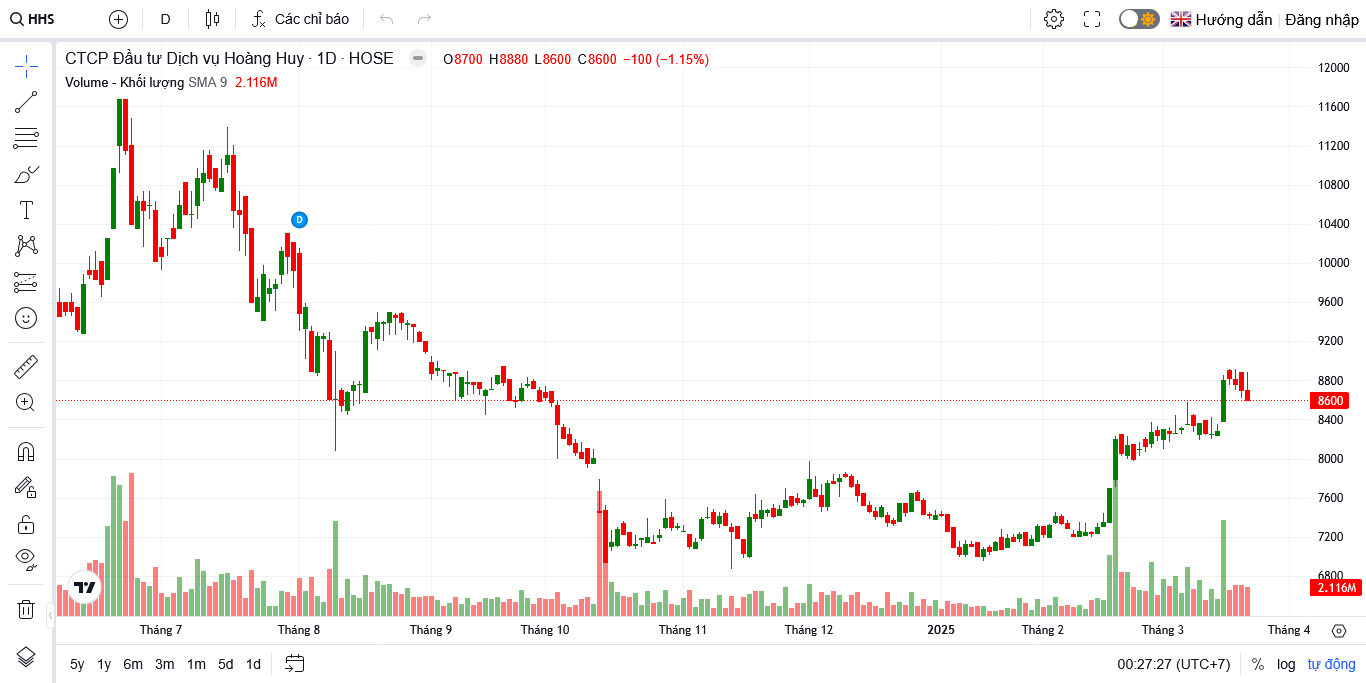 HHS
D
Các chỉ báo
Hướng dẫn
Đăng nhập
CTCP Đầu tư Dịch vụ Hoàng Huy · 1D · HOSE
O8700 H8880 L8600 C8600 −100 (−1.15%)
Volume - Khối lượng SMA 9 2.116M
D
12000
11600
11200
10800
10400
10000
9600
9200
8800
8600
8400
8000
7600
7200
6800
2.116M
Tháng 7 Tháng 8 Tháng 9 Tháng 10 Tháng 11 Tháng 12 2025 Tháng 2 Tháng 3 Tháng 4
5y 1y 6m 3m 1m 5d 1d
00:27:27 (UTC+7) % log tự động